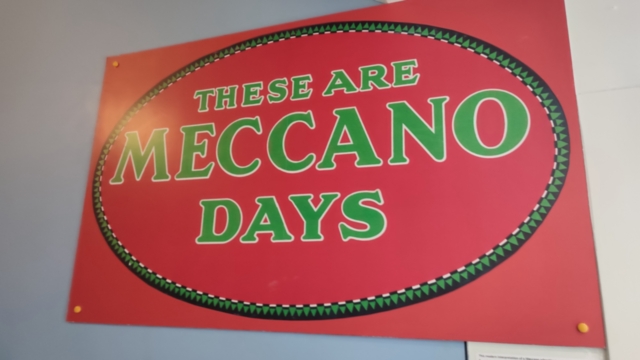 THESE ARE
MECCANO
DAYS